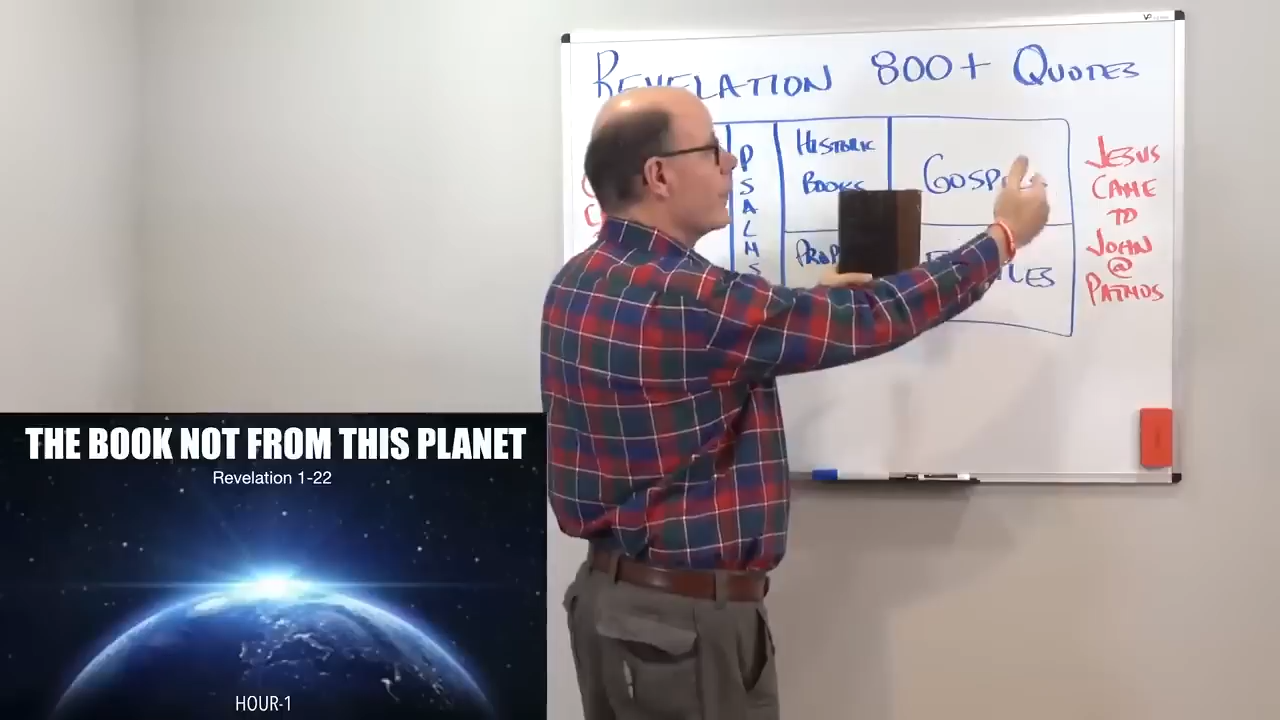 REVELATION 800+ QUOTES
PSALMS
HISTORIC
BOOKS
GOSP
JESUS
CAME
TO
JOHN
@
PATMOS
THE BOOK NOT FROM THIS PLANET
Revelation 1-22
HOUR-1